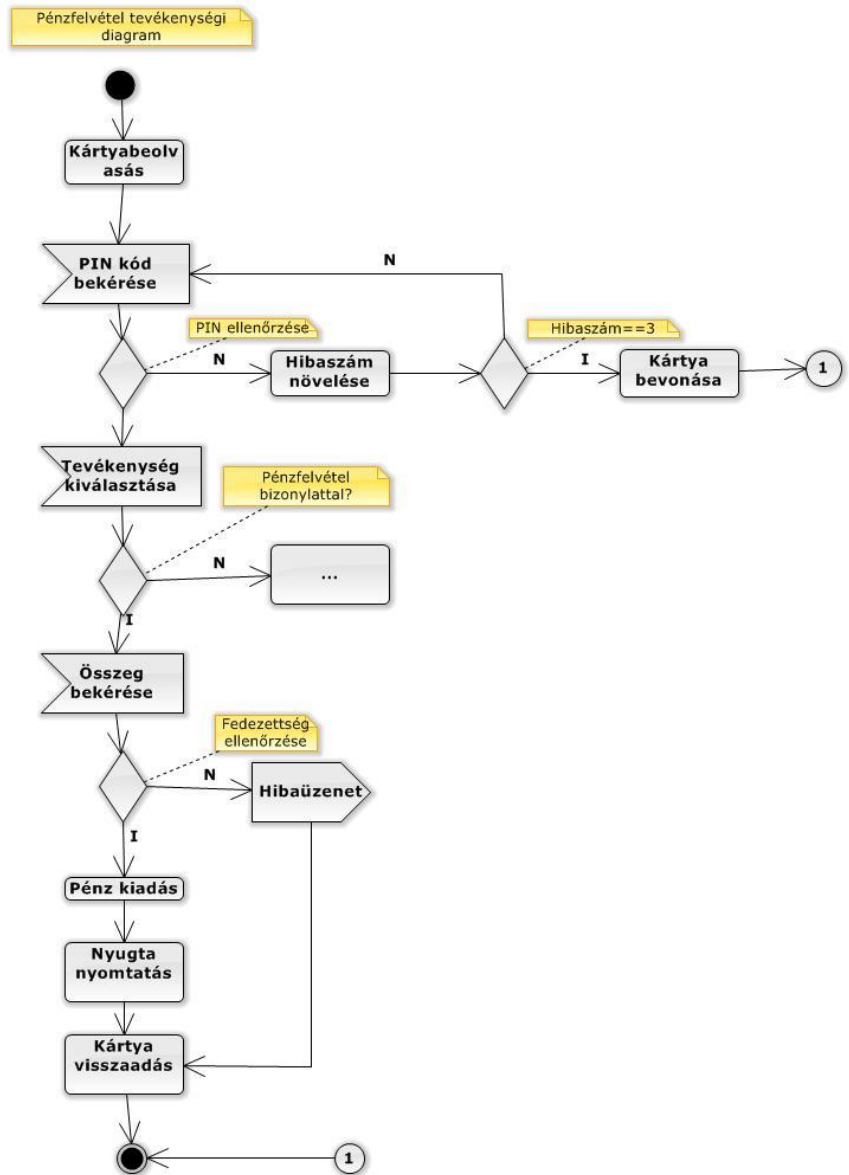 Pénzfelvétel tevékenységi
diagram
Kártyabeolv
asás
PIN kód
bekérése
N
PIN ellenőrzése
N
Hibaszám
növelése
Hibaszám==3
I
Kártya
bevonása
1
Tevékenység
kiválasztása
Pénzfelvétel
bizonylattal?
N
...
I
Összeg
bekérése
Fedezettség
ellenőrzése
N
Hibaüzenet
I
Pénz kiadás
Nyugta
nyomtatás
Kártya
visszaadás
1